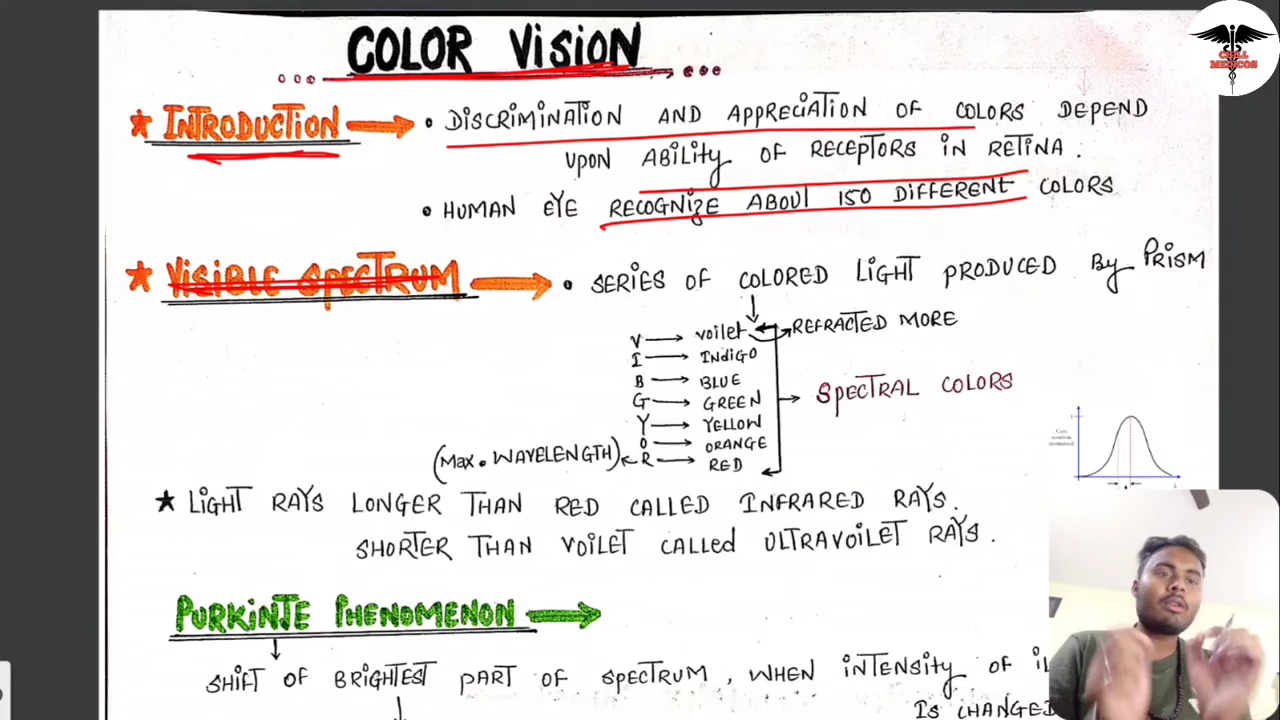 COLOR VISION
CHILL
MEDICOS
★ INTRODUCTION → • DISCRIMINATION AND APPRECIATION OF COLORS DEPEND
UPON ABILITY OF RECEPTORS IN RETINA.
• HUMAN EYE RECOGNIZE ABOUT 150 DIFFERENT COLORS
★ VISIBLE SPECTRUM → • SERIES OF COLORED LIGHT PRODUCED By PRISM
V → VOILET → REFRACTED MORE
I → INDIGO
B → BLUE
G → GREEN → SPECTRAL COLORS
Y → YELLOW
O → ORANGE
(MAX. WAVELENGTH) ← R → RED
★ LIGHT RAYS LONGER THAN RED CALLED INFRARED RAYS.
SHORTER THAN VOILET CALLED ULTRAVOILET RAYS.
PURKINJE PHENOMENON →
SHIFT OF BRIGHTEST PART OF SPECTRUM, WHEN INTENSITY OF
IS CHANGED